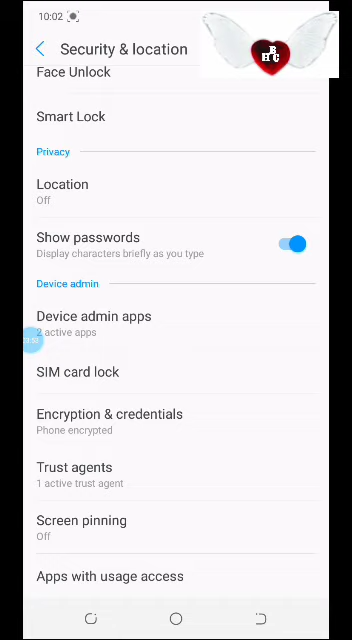 10:02
Security & location
B
H C
Face Unlock
Smart Lock
Privacy
Location
Off
Show passwords
Display characters briefly as you type
Device admin
Device admin apps
2 active apps
SIM card lock
Encryption & credentials
Phone encrypted
Trust agents
1 active trust agent
Screen pinning
Off
Apps with usage access